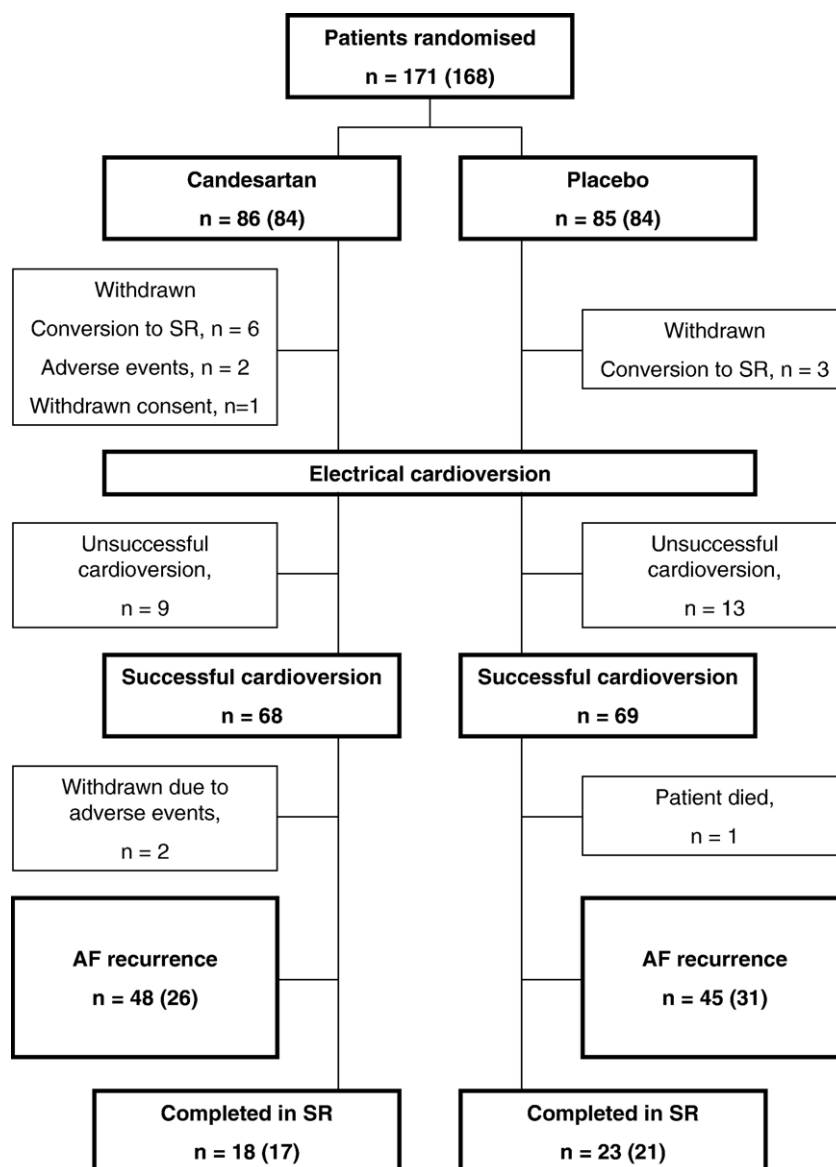 Patients randomised
n = 171 (168)
Candesartan
n = 86 (84)
Placebo
n = 85 (84)
Withdrawn
Conversion to SR, n = 6
Adverse events, n = 2
Withdrawn consent, n=1
Withdrawn
Conversion to SR, n = 3
Electrical cardioversion
Unsuccessful
cardioversion,
n = 9
Unsuccessful
cardioversion,
n = 13
Successful cardioversion
n = 68
Successful cardioversion
n = 69
Withdrawn due to
adverse events,
n = 2
Patient died,
n = 1
AF recurrence
n = 48 (26)
AF recurrence
n = 45 (31)
Completed in SR
n = 18 (17)
Completed in SR
n = 23 (21)